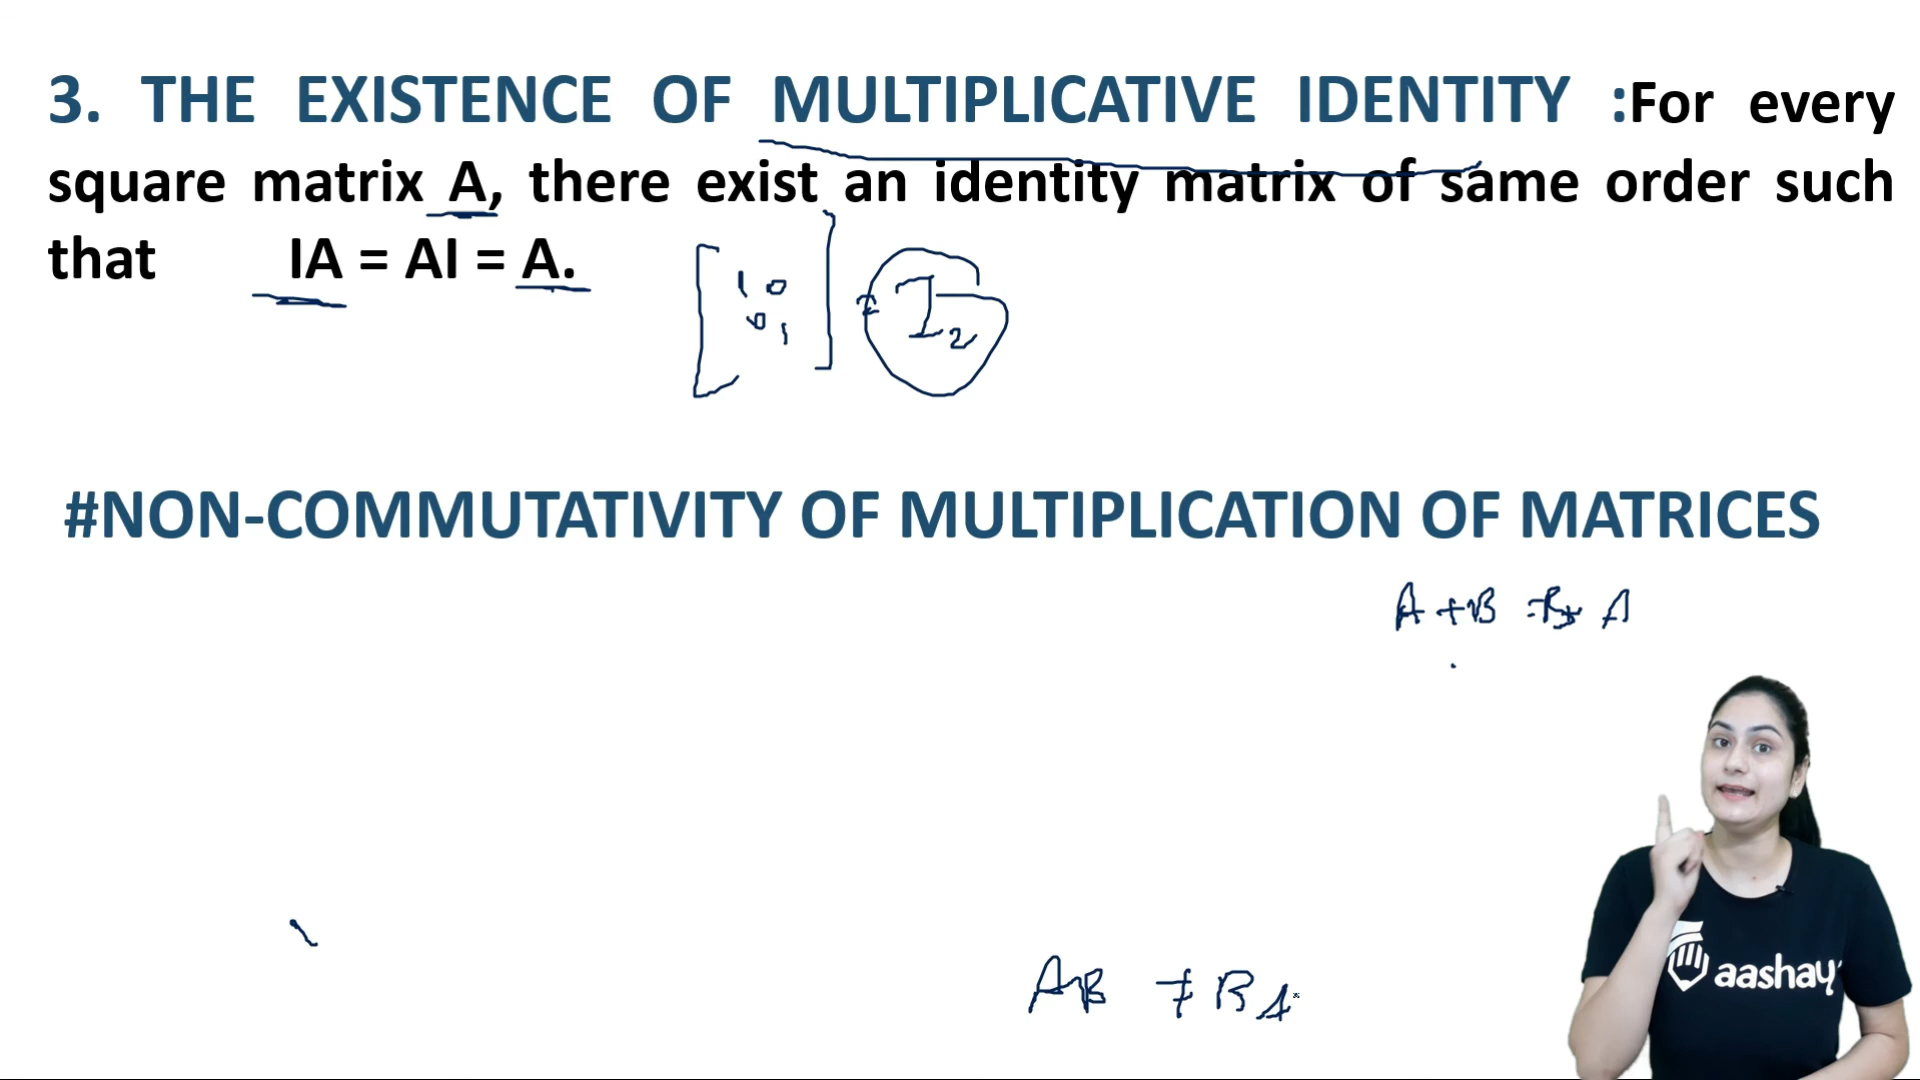 3. THE EXISTENCE OF MULTIPLICATIVE IDENTITY :For every
square matrix A, there exist an identity matrix of same order such
that IA = AI = A.
1 0
0 1
= I2
#NON-COMMUTATIVITY OF MULTIPLICATION OF MATRICES
A + B = B + A
aashay
AB ≠ BA